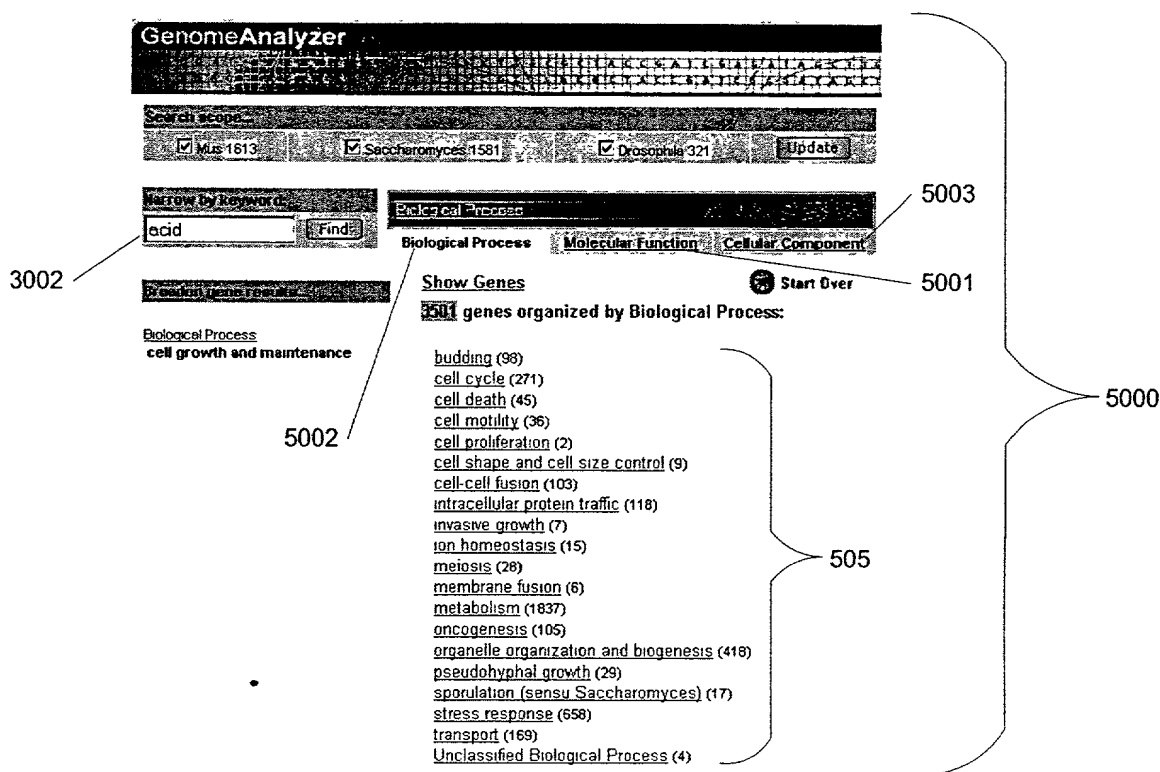 GenomeAnalyzer
Search scope...
Mus 1613
Saccharomyces 1581
Drosophila 321
Update
Narrow by keyword...
acid
Find
Biological Process
5003
Biological Process
Molecular Function
Cellular Component
3002
Show Genes
Start Over
5001
Broaden gene results...
genes organized by Biological Process:
Biological Process
cell growth and maintenance
budding (98)
cell cycle (271)
cell death (45)
cell motility (36)
5000
5002
cell proliferation (2)
cell shape and cell size control (9)
cell-cell fusion (103)
intracellular protein traffic (118)
invasive growth (7)
ion homeostasis (15)
505
meiosis (28)
membrane fusion (6)
metabolism (1837)
oncogenesis (105)
organelle organization and biogenesis (418)
pseudohyphal growth (29)
sporulation (sensu Saccharomyces) (17)
stress response (658)
transport (169)
Unclassified Biological Process (4)